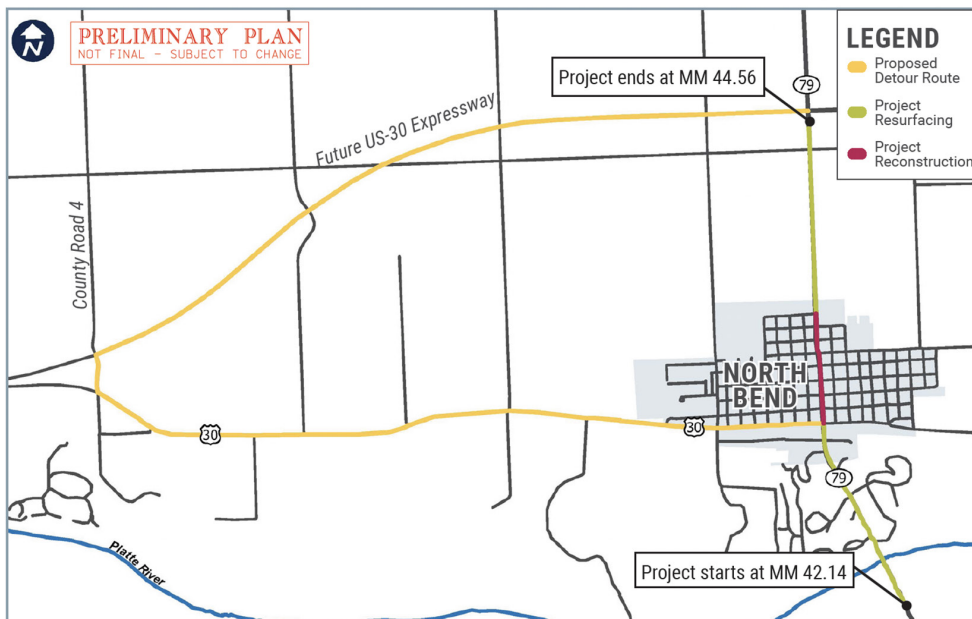 N
PRELIMINARY PLAN
NOT FINAL – SUBJECT TO CHANGE
Project ends at MM 44.56
79
LEGEND
Proposed
Detour Route
Project
Resurfacing
Project
Reconstruction
Future US-30 Expressway
County Road 4
NORTH
BEND
30
30
79
Platte River
Project starts at MM 42.14